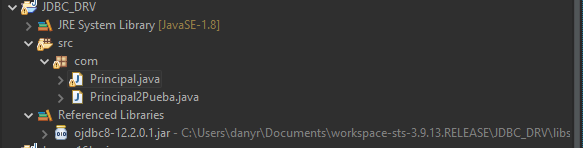 JDBC_DRV
JRE System Library [JavaSE-1.8]
src
com
Principal.java
Principal2Pueba.java
Referenced Libraries
ojdbc8-12.2.0.1.jar - C:\Users\danyr\Documents\workspace-sts-3.9.13.RELEASE\JDBC_DRV\libs